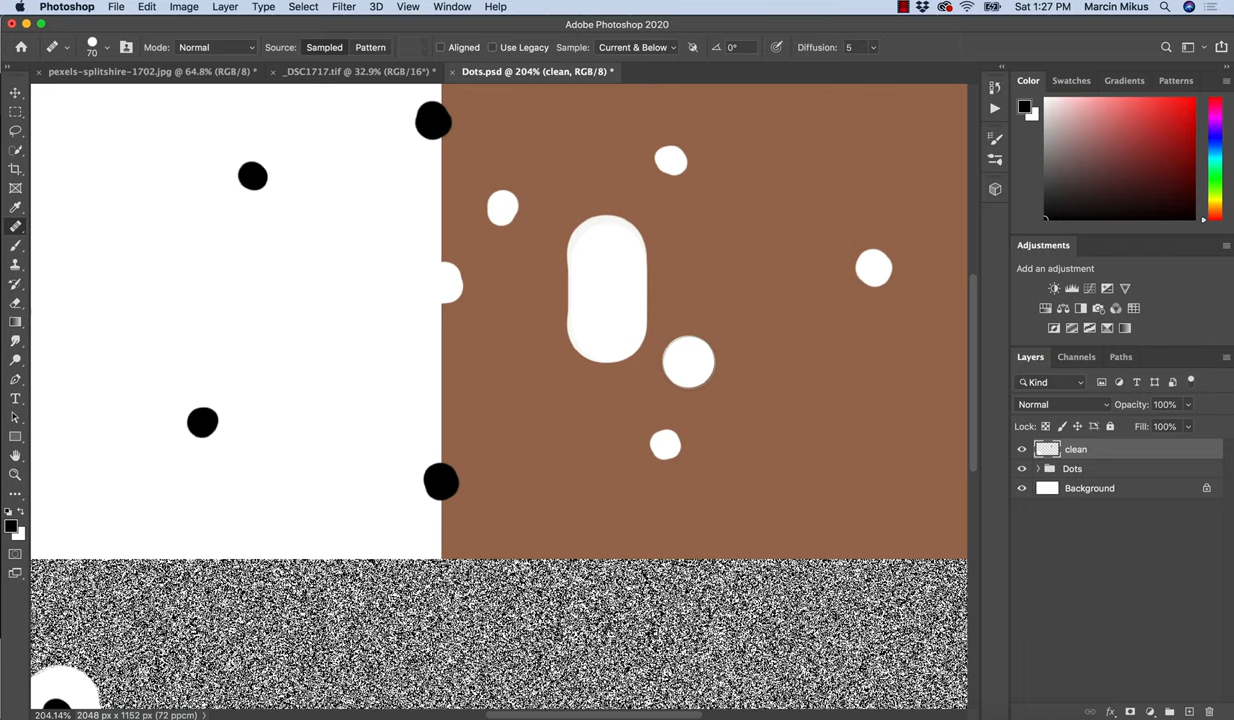 Photoshop File Edit Image Layer Type Select Filter 3D View Window Help Sat 1:27 PM Marcin Mikus
Adobe Photoshop 2020
70 Mode: Normal Source: Sampled Pattern Aligned Use Legacy Sample: Current & Below 0° Diffusion: 5
pexels-splitshire-1702.jpg @ 64.8% (RGB/8) * _DSC1717.tif @ 32.9% (RGB/16*) * Dots.psd @ 204% (clean, RGB/8) *
Color Swatches Gradients Patterns
Adjustments
Add an adjustment
Layers Channels Paths
Kind
Normal Opacity: 100%
Lock: Fill: 100%
clean
Dots
Background
204.14% 2048 px x 1152 px (72 ppcm)